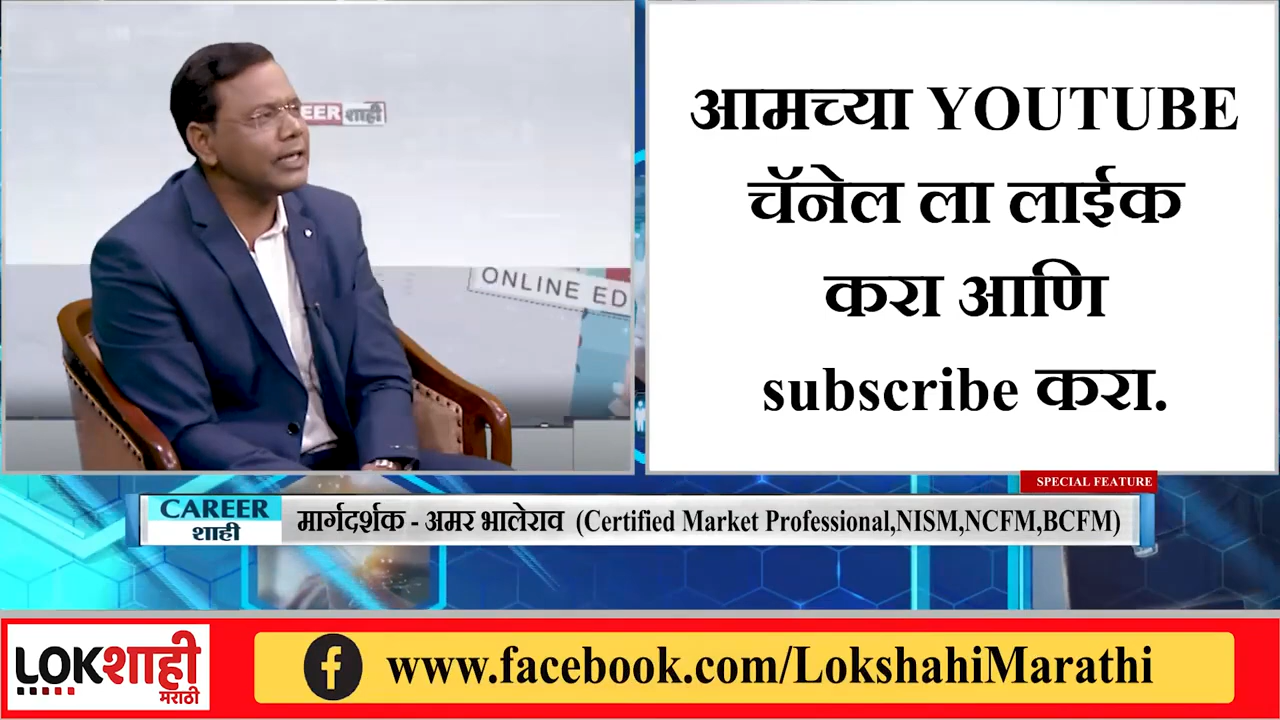 EER शाही
ONLINE ED
आमच्या YOUTUBE
चॅनेल ला लाईक
करा आणि
subscribe करा.
SPECIAL FEATURE
CAREER
शाही
मार्गदर्शक - अमर भालेराव (Certified Market Professional,NISM,NCFM,BCFM)
LOKशाही
मराठी
www.facebook.com/LokshahiMarathi